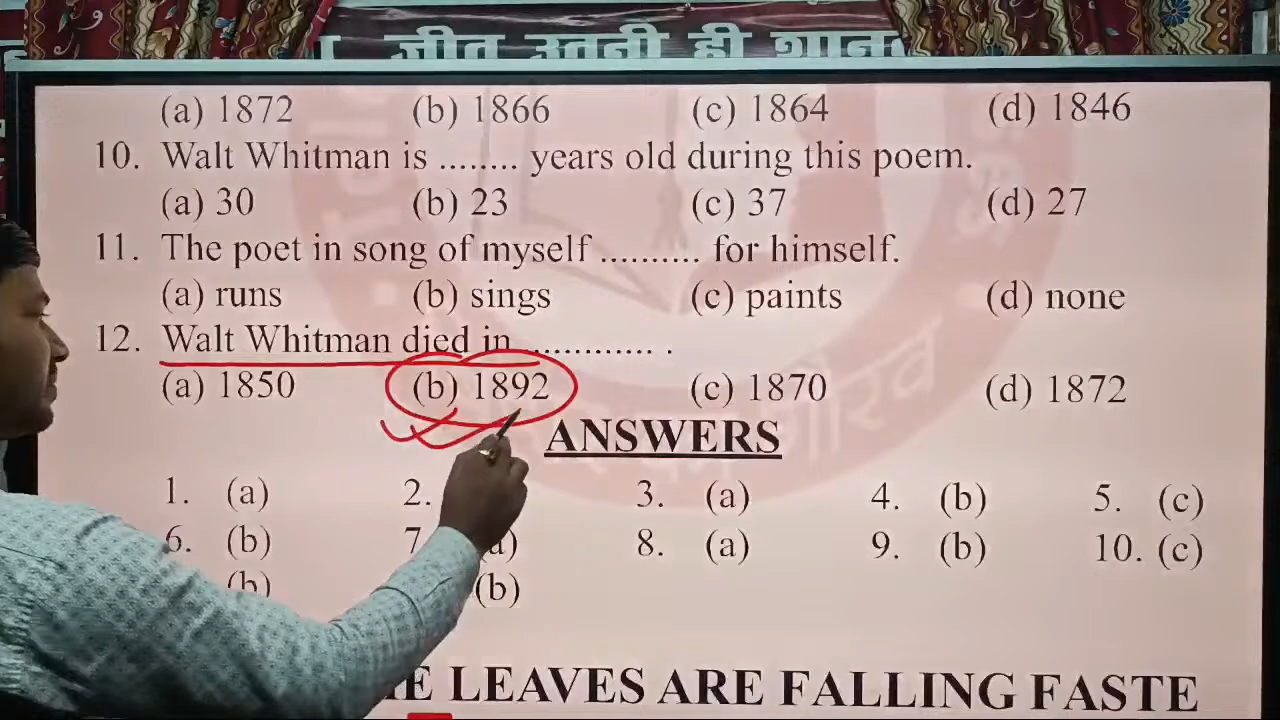 जीत उतनी ही शान
(a) 1872 (b) 1866 (c) 1864 (d) 1846
10. Walt Whitman is ........ years old during this poem.
(a) 30 (b) 23 (c) 37 (d) 27
11. The poet in song of myself .......... for himself.
(a) runs (b) sings (c) paints (d) none
12. Walt Whitman died in ............. .
(a) 1850 (b) 1892 (c) 1870 (d) 1872
ANSWERS
1. (a) 2. 3. (a) 4. (b) 5. (c)
6. (b) 7 8. (a) 9. (b) 10. (c)
(b) (b)
LEAVES ARE FALLING FASTE